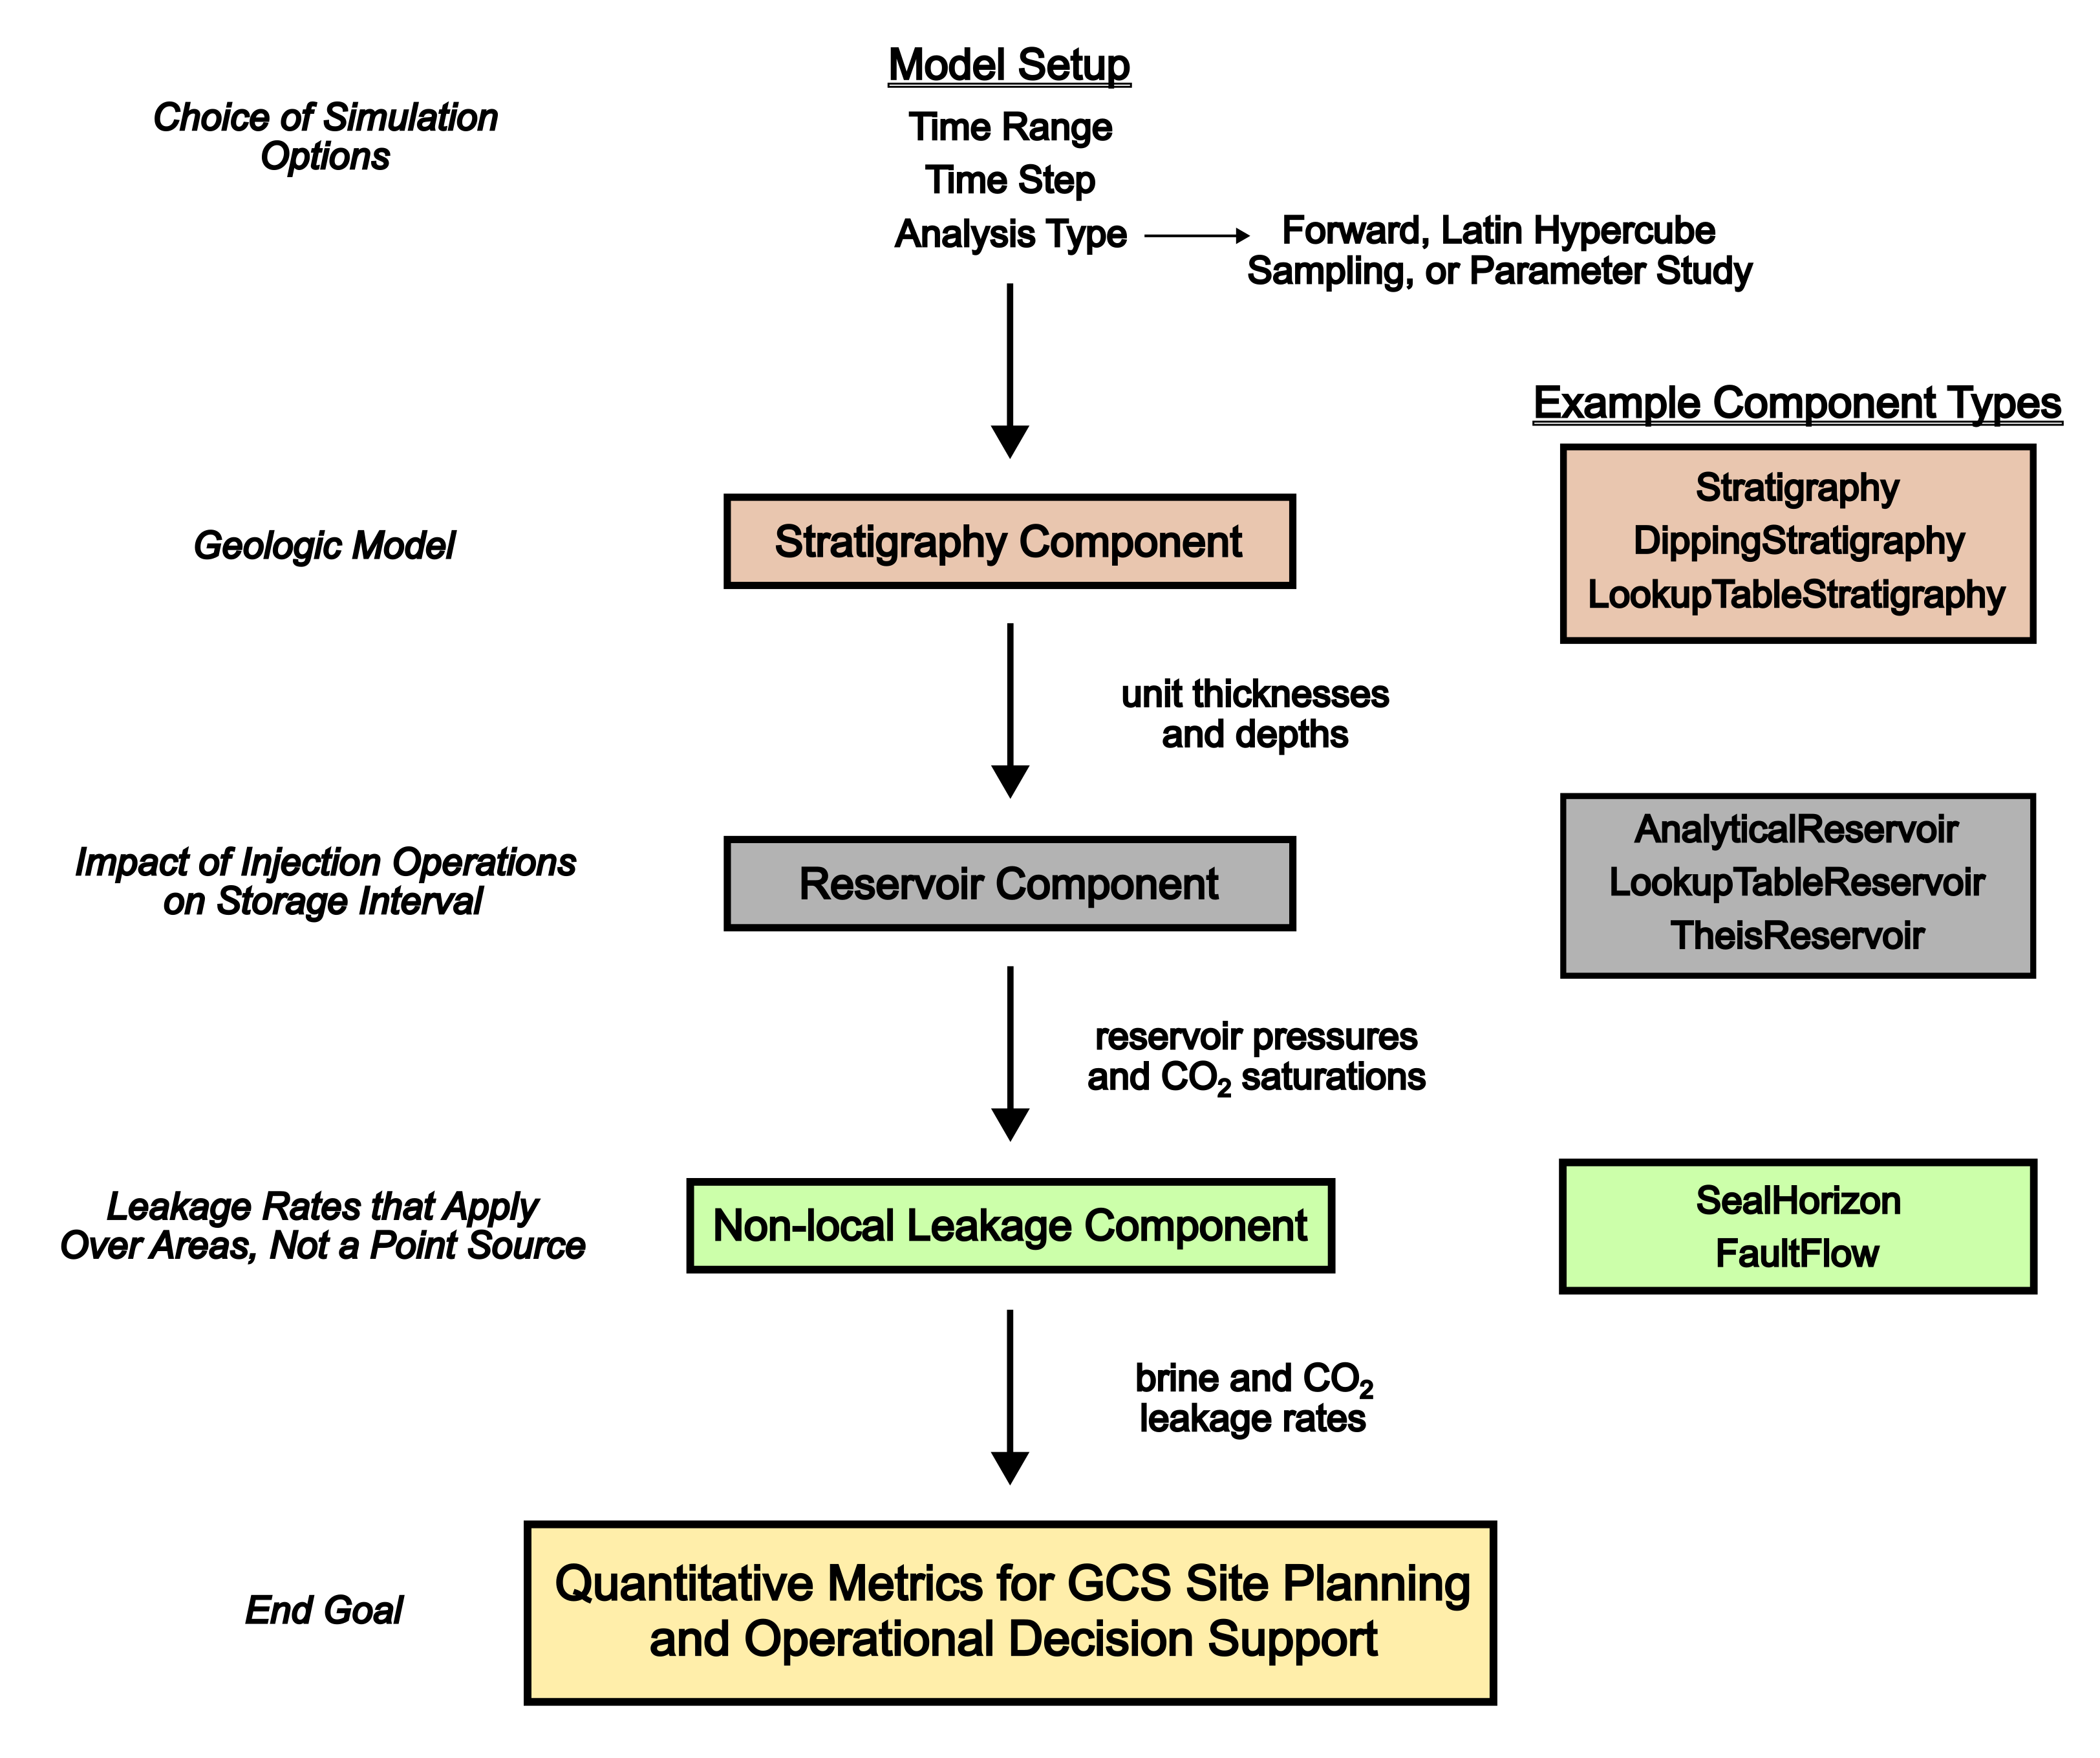 Model Setup
Choice of Simulation
Options
Time Range
Time Step
Analysis Type
Forward, Latin Hypercube
Sampling, or Parameter Study
Example Component Types
Geologic Model
Stratigraphy Component
Stratigraphy
DippingStratigraphy
LookupTableStratigraphy
unit thicknesses
and depths
Impact of Injection Operations
on Storage Interval
Reservoir Component
AnalyticalReservoir
LookupTableReservoir
TheisReservoir
reservoir pressures
and CO₂ saturations
Leakage Rates that Apply
Over Areas, Not a Point Source
Non-local Leakage Component
SealHorizon
FaultFlow
brine and CO₂
leakage rates
End Goal
Quantitative Metrics for GCS Site Planning
and Operational Decision Support